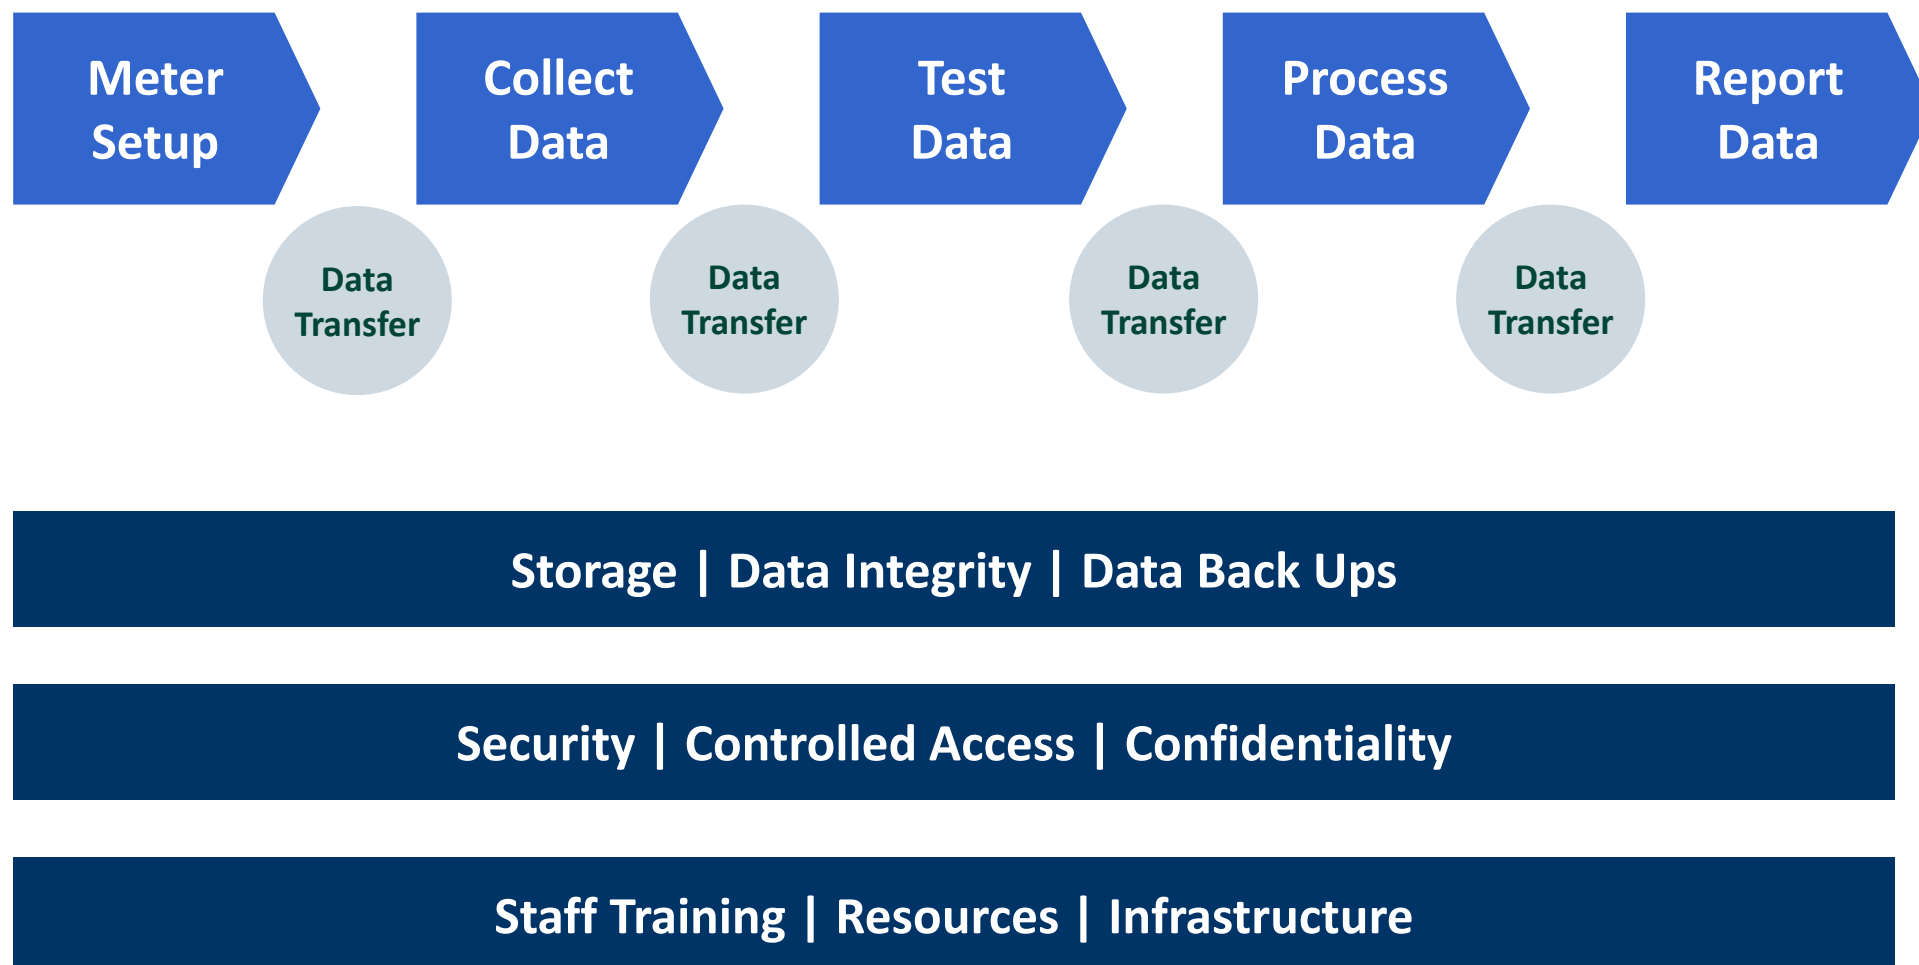 Meter
Setup
Collect
Data
Test
Data
Process
Data
Report
Data
Data
Transfer
Data
Transfer
Data
Transfer
Data
Transfer
Storage | Data Integrity | Data Back Ups
Security | Controlled Access | Confidentiality
Staff Training | Resources | Infrastructure